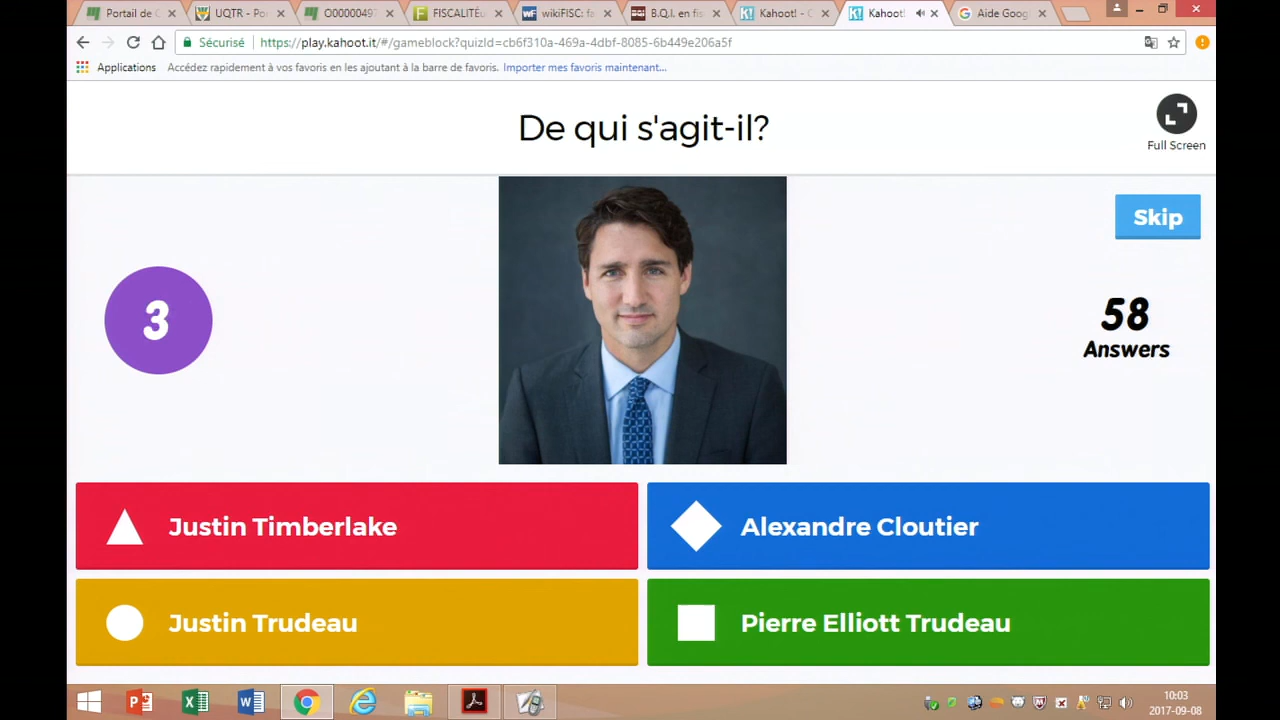 Portail de C
UQTR - Po
O00000497
FISCALITÉ
wikiFISC: fa
B.Q.I. en fis
Kahoot! - C
Kahoot!
Aide Goog
Sécurisé
https://play.kahoot.it/#/gameblock?quizId=cb6f310a-469a-4dbf-8085-6b449e206a5f
Applications
Accédez rapidement à vos favoris en les ajoutant à la barre de favoris. Importer mes favoris maintenant...
De qui s'agit-il?
Full Screen
Skip
3
58
Answers
Justin Timberlake
Alexandre Cloutier
Justin Trudeau
Pierre Elliott Trudeau
10:03
2017-09-08